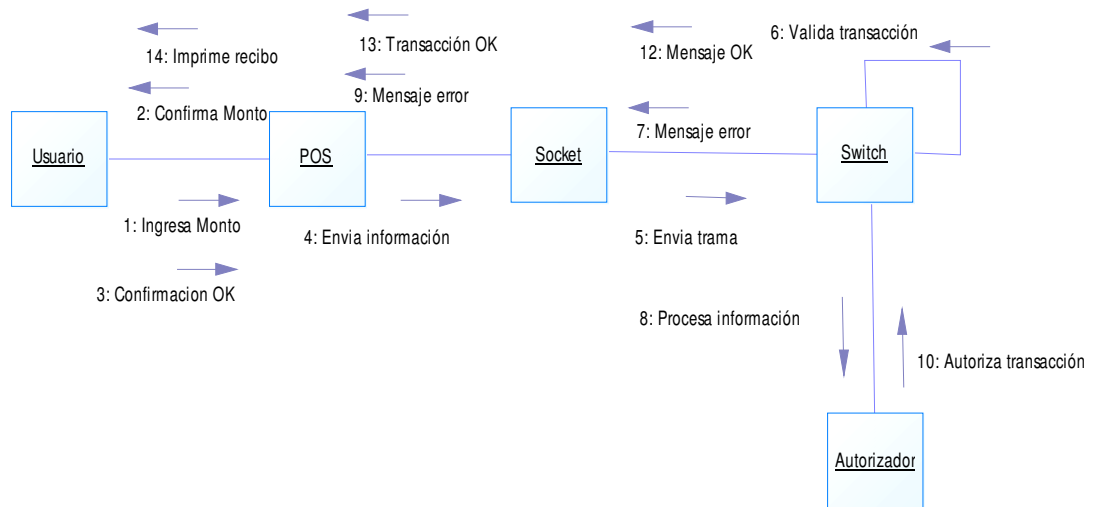 14: Imprime recibo
13: Transacción OK
12: Mensaje OK
6: Valida transacción
2: Confirma Monto
9: Mensaje error
7: Mensaje error
Usuario
POS
Socket
Switch
1: Ingresa Monto
4: Envia información
5: Envia trama
3: Confirmacion OK
8: Procesa información
10: Autoriza transacción
Autorizador